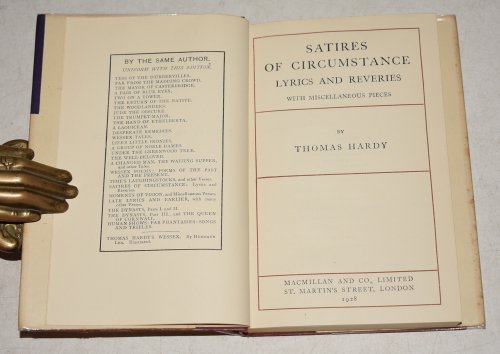 BY THE SAME AUTHOR.
UNIFORM WITH THIS EDITION.
TESS OF THE D'URBERVILLES.
FAR FROM THE MADDING CROWD.
THE MAYOR OF CASTERBRIDGE.
A PAIR OF BLUE EYES.
TWO ON A TOWER.
THE RETURN OF THE NATIVE.
THE WOODLANDERS.
JUDE THE OBSCURE.
THE TRUMPET-MAJOR.
THE HAND OF ETHELBERTA.
A LAODICEAN.
DESPERATE REMEDIES.
WESSEX TALES.
LIFE'S LITTLE IRONIES.
A GROUP OF NOBLE DAMES.
UNDER THE GREENWOOD TREE.
THE WELL-BELOVED.
A CHANGED MAN, THE WAITING SUPPER,
and other Tales.
WESSEX POEMS: POEMS OF THE PAST
AND THE PRESENT.
TIME'S LAUGHINGSTOCKS, and other Verses.
SATIRES OF CIRCUMSTANCE: Lyrics and
Reveries.
MOMENTS OF VISION, and Miscellaneous Verses.
LATE LYRICS AND EARLIER, with many
other Verses.
THE DYNASTS, Parts I. and II.
THE DYNASTS, Part III., and THE QUEEN
OF CORNWALL.
HUMAN SHOWS: FAR PHANTASIES: SONGS
AND TRIFLES.
THOMAS HARDY'S WESSEX. By Hermann
Lea. Illustrated.
SATIRES
OF CIRCUMSTANCE
LYRICS AND REVERIES
WITH MISCELLANEOUS PIECES
BY
THOMAS HARDY
MACMILLAN AND CO., LIMITED
ST. MARTIN'S STREET, LONDON
1928